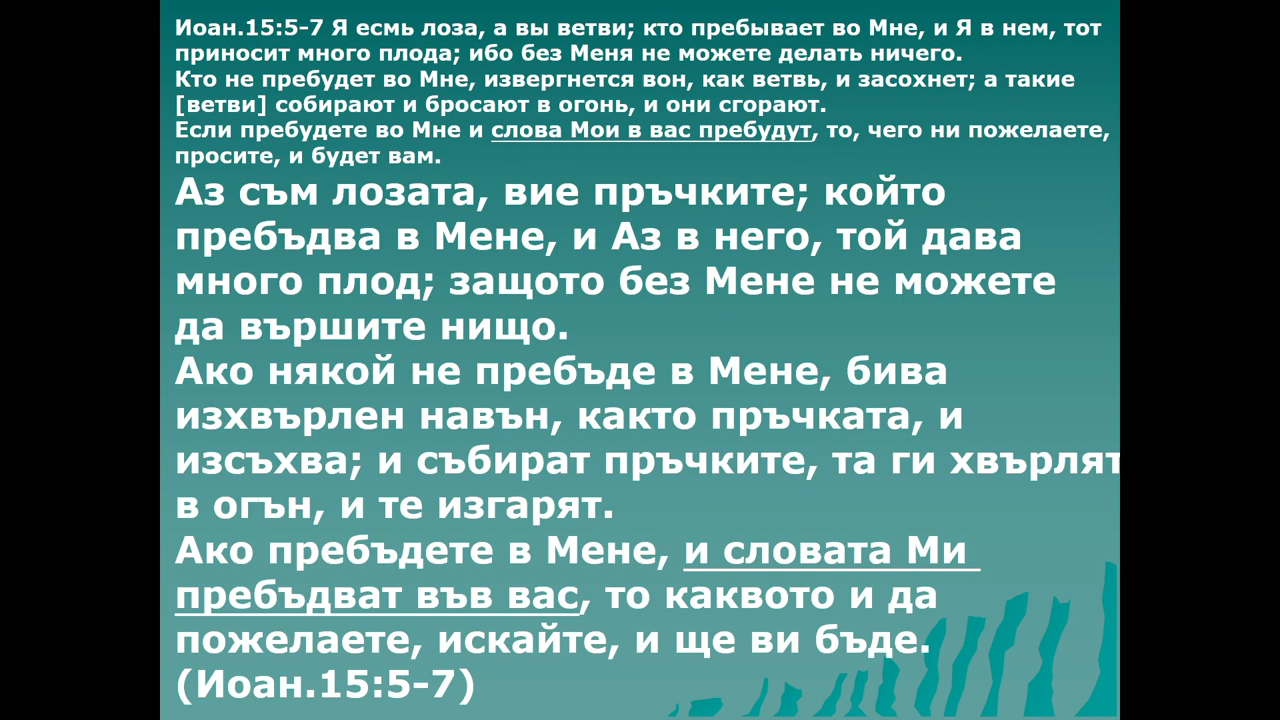 Иоан.15:5-7 Я есмь лоза, а вы ветви; кто пребывает во Мне, и Я в нем, тот
приносит много плода; ибо без Меня не можете делать ничего.
Кто не пребудет во Мне, извергнется вон, как ветвь, и засохнет; а такие
[ветви] собирают и бросают в огонь, и они сгорают.
Если пребудете во Мне и слова Мои в вас пребудут, то, чего ни пожелаете,
просите, и будет вам.
Аз съм лозата, вие пръчките; който
пребъдва в Мене, и Аз в него, той дава
много плод; защото без Мене не можете
да вършите нищо.
Ако някой не пребъде в Мене, бива
изхвърлен навън, както пръчката, и
изсъхва; и събират пръчките, та ги хвърлят
в огън, и те изгарят.
Ако пребъдете в Мене, и словата Ми
пребъдват във вас, то каквото и да
пожелаете, искайте, и ще ви бъде.
(Иоан.15:5-7)